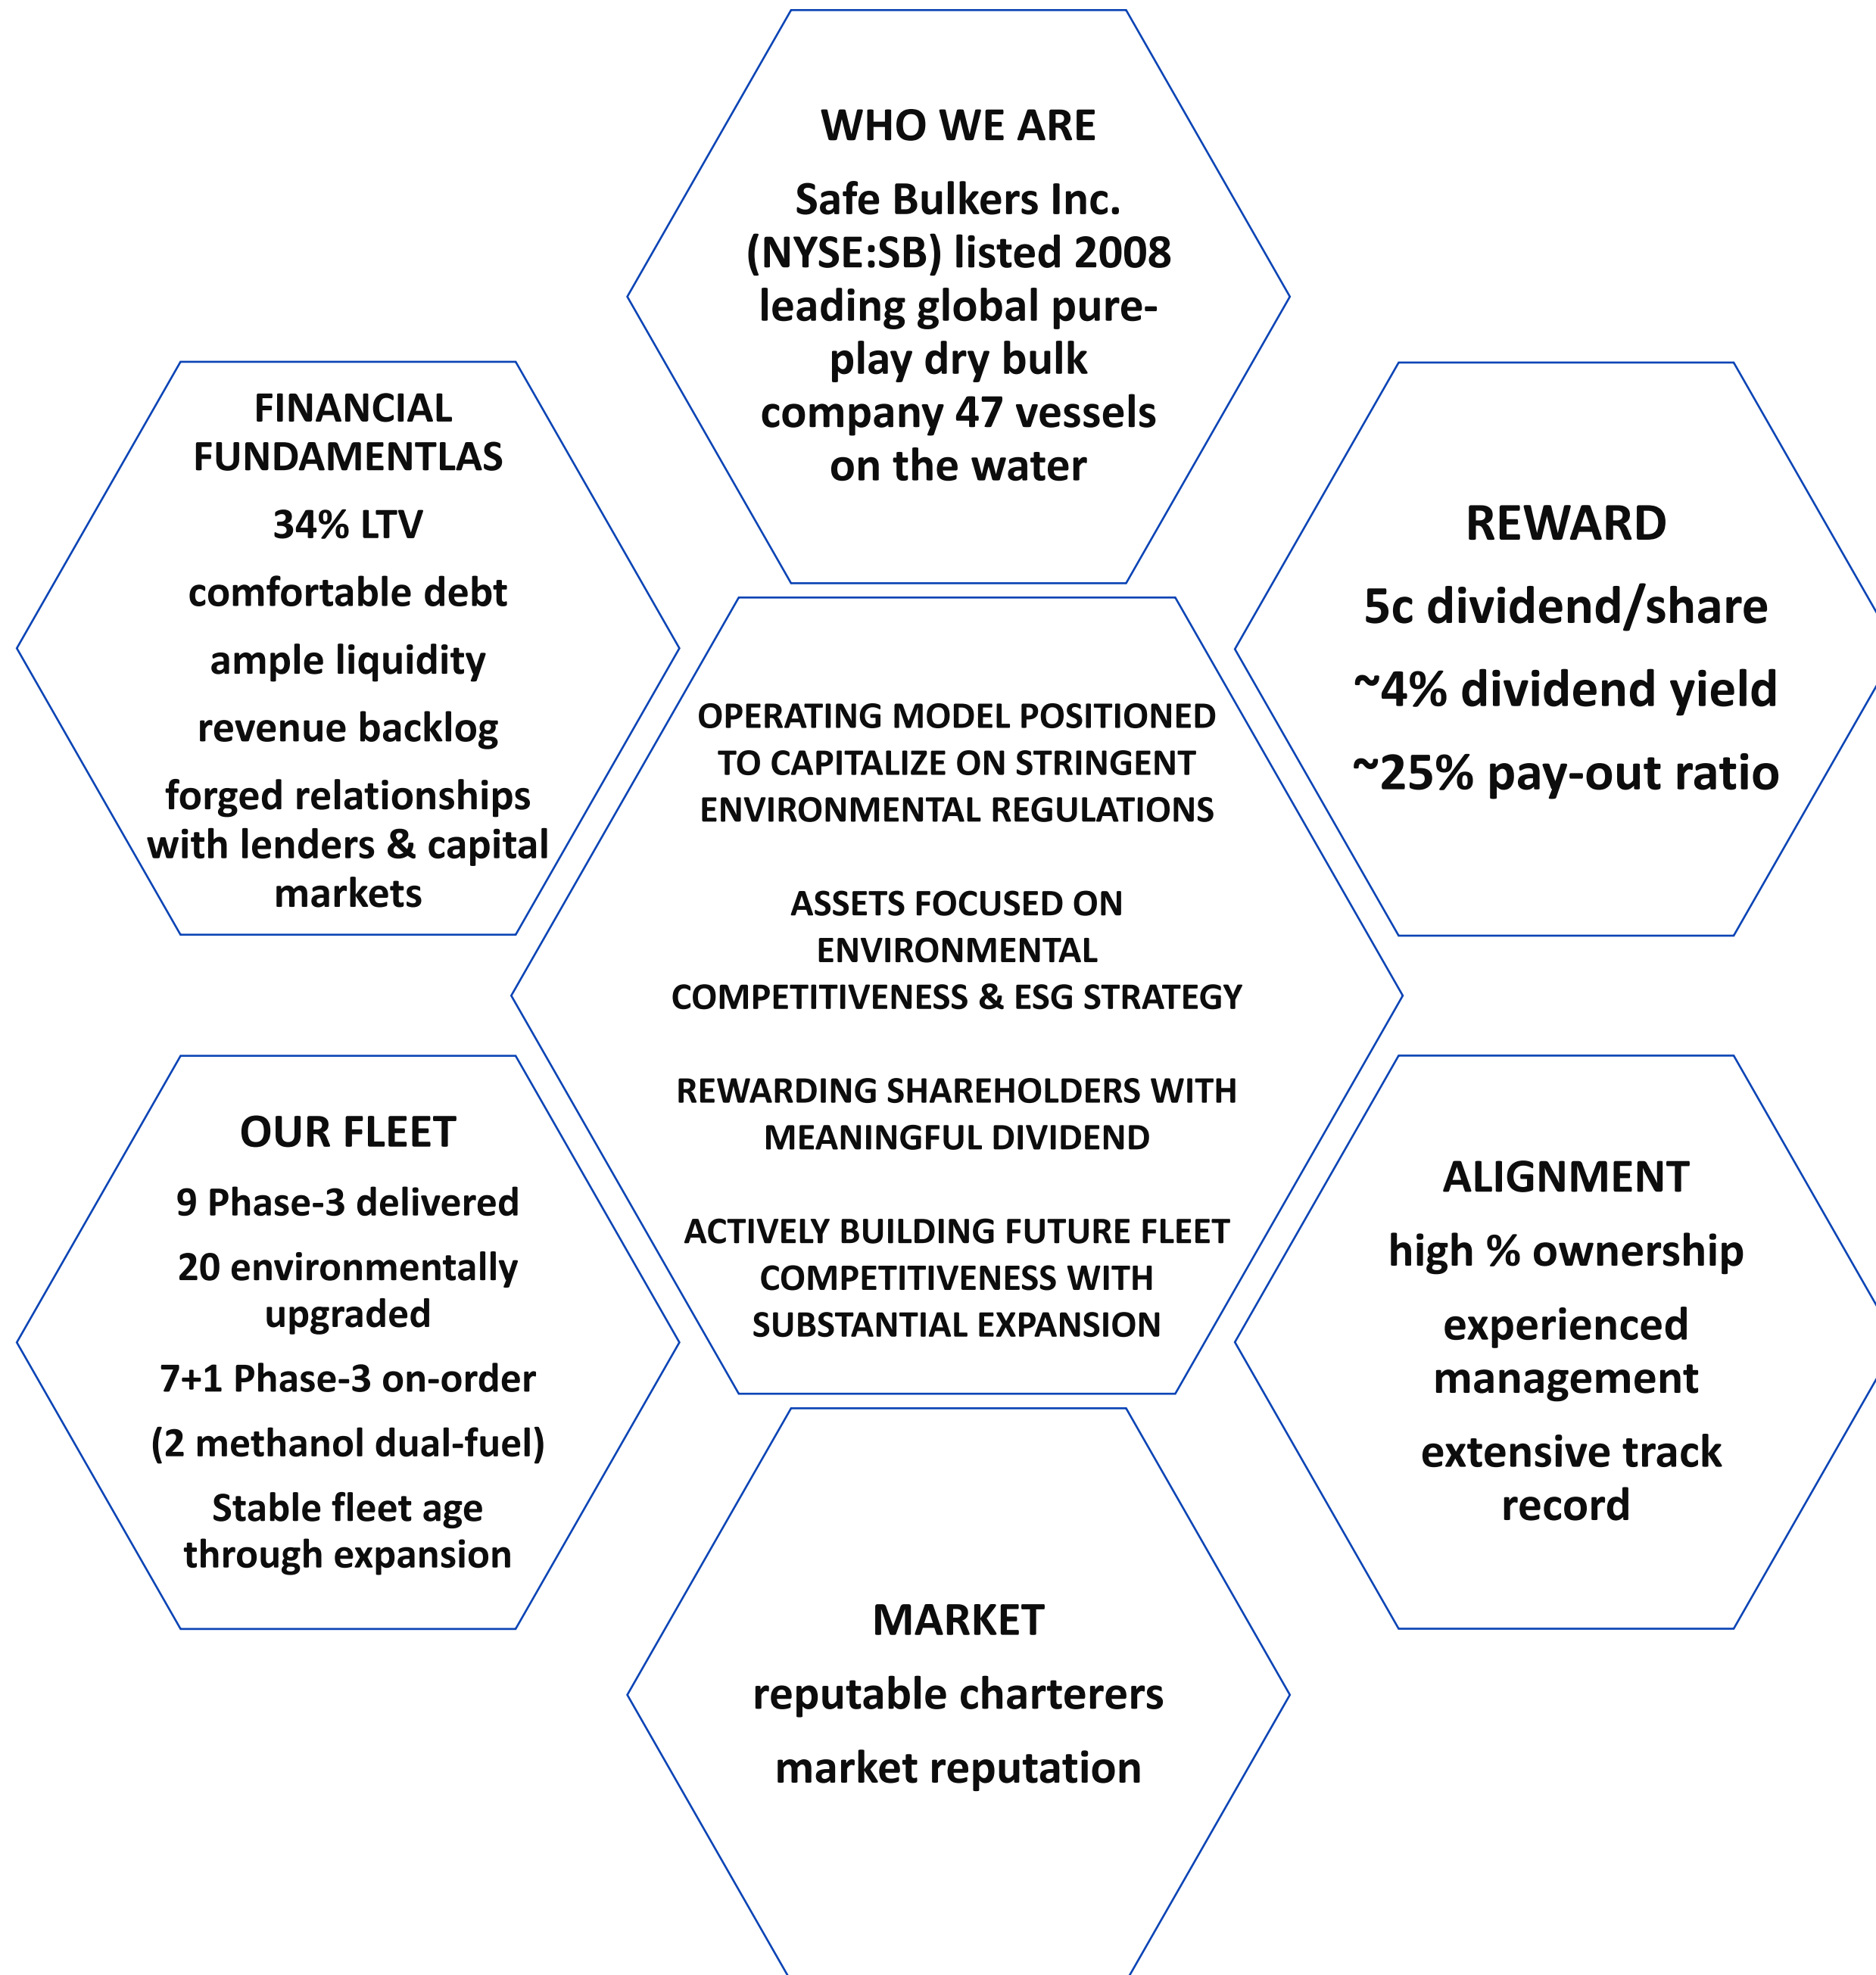 WHO WE ARE
Safe Bulkers Inc.
(NYSE:SB) listed 2008
leading global pure-
play dry bulk
company 47 vessels
on the water
FINANCIAL
FUNDAMENTLAS
34% LTV
comfortable debt
ample liquidity
revenue backlog
forged relationships
with lenders & capital
markets
REWARD
5c dividend/share
~4% dividend yield
~25% pay-out ratio
OPERATING MODEL POSITIONED
TO CAPITALIZE ON STRINGENT
ENVIRONMENTAL REGULATIONS
ASSETS FOCUSED ON
ENVIRONMENTAL
COMPETITIVENESS & ESG STRATEGY
REWARDING SHAREHOLDERS WITH
MEANINGFUL DIVIDEND
ACTIVELY BUILDING FUTURE FLEET
COMPETITIVENESS WITH
SUBSTANTIAL EXPANSION
OUR FLEET
9 Phase-3 delivered
20 environmentally
upgraded
7+1 Phase-3 on-order
(2 methanol dual-fuel)
Stable fleet age
through expansion
ALIGNMENT
high % ownership
experienced
management
extensive track
record
MARKET
reputable charterers
market reputation